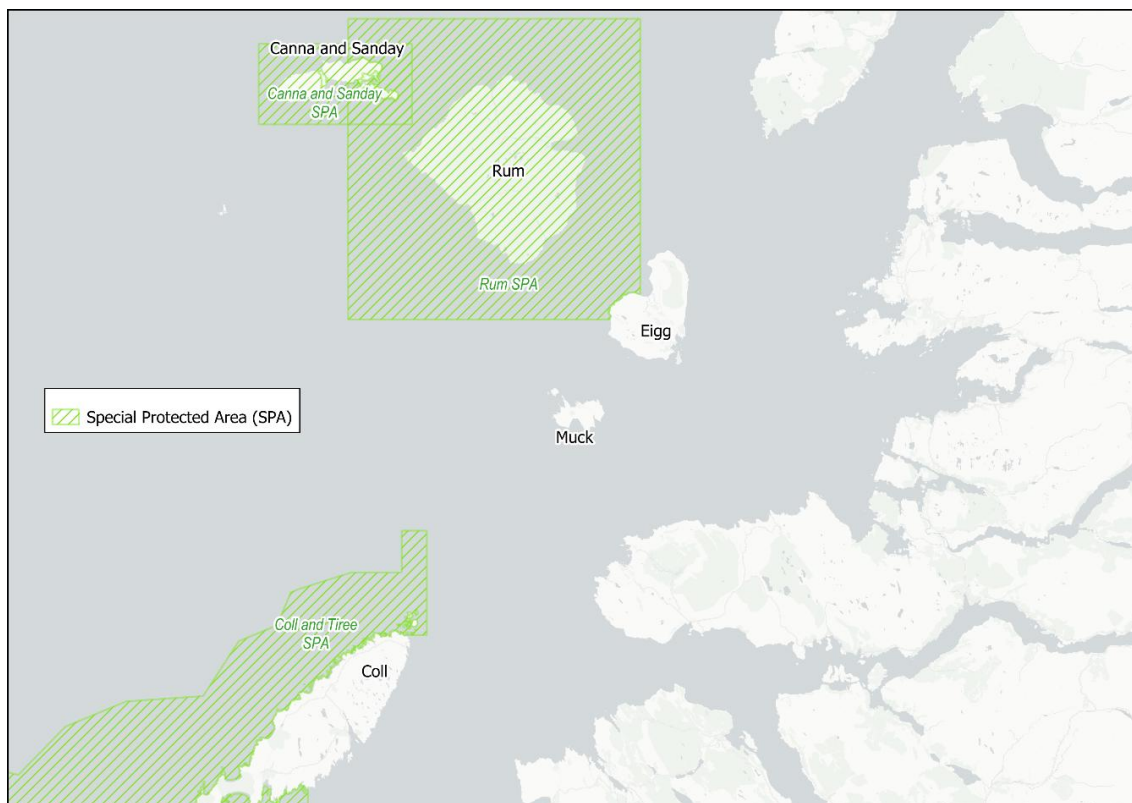 Canna and Sanday
Canna and Sanday
SPA
Rum
Rum SPA
Eigg
Special Protected Area (SPA)
Muck
Coll and Tiree
SPA
Coll